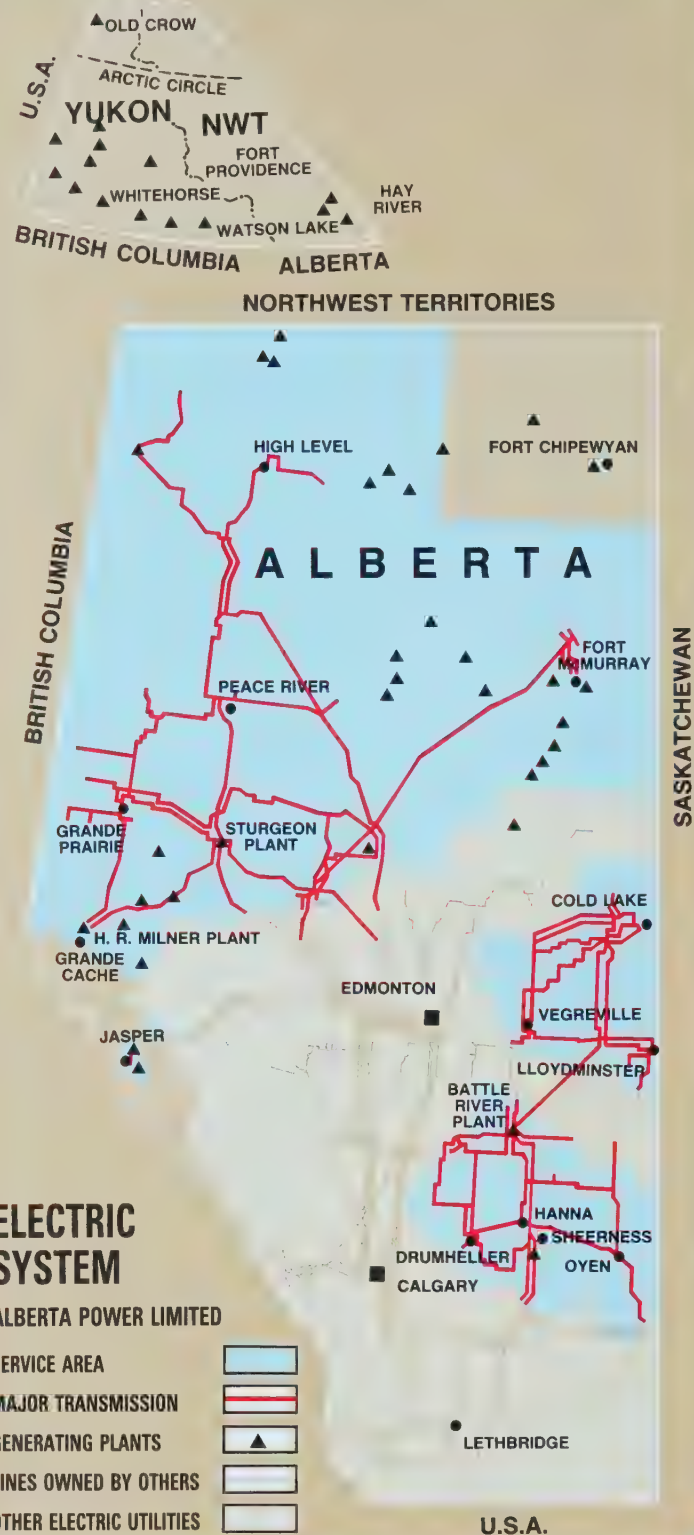 OLD CROW
ARCTIC CIRCLE
U.S.A.
YUKON
NWT
FORT
PROVIDENCE
WHITEHORSE
HAY
RIVER
WATSON LAKE
BRITISH COLUMBIA
ALBERTA
NORTHWEST TERRITORIES
HIGH LEVEL
FORT CHIPEWYAN
ALBERTA
BRITISH COLUMBIA
FORT
McMURRAY
SASKATCHEWAN
PEACE RIVER
GRANDE
PRAIRIE
STURGEON
PLANT
COLD LAKE
H. R. MILNER PLANT
GRANDE
CACHE
EDMONTON
VEGREVILLE
JASPER
LLOYDMINSTER
BATTLE
RIVER
PLANT
HANNA
SHEERNESS
DRUMHELLER
OYEN
CALGARY
ELECTRIC
SYSTEM
ALBERTA POWER LIMITED
SERVICE AREA
MAJOR TRANSMISSION
GENERATING PLANTS
LINES OWNED BY OTHERS
OTHER ELECTRIC UTILITIES
LETHBRIDGE
U.S.A.